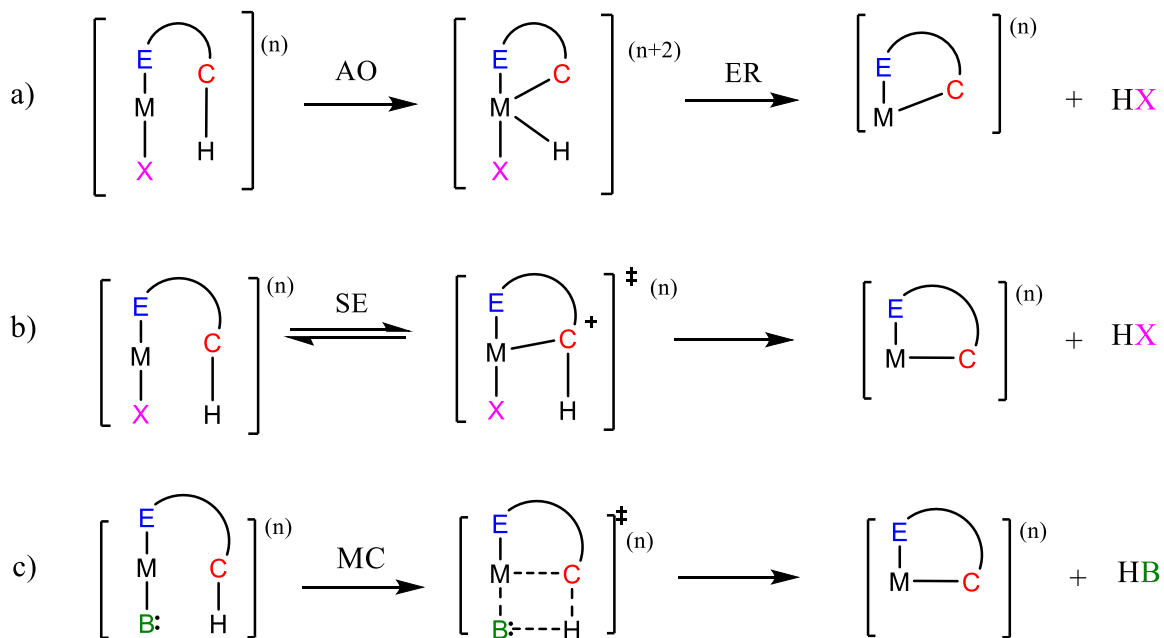 a) E C M H X (n) AO E C M H X (n+2) ER E C M (n) + HX
b) E C M H X (n) SE E C + M H X ‡ (n) E M C (n) + HX
c) E M C B: H (n) MC E M C B: H ‡ (n) E M C (n) + HB